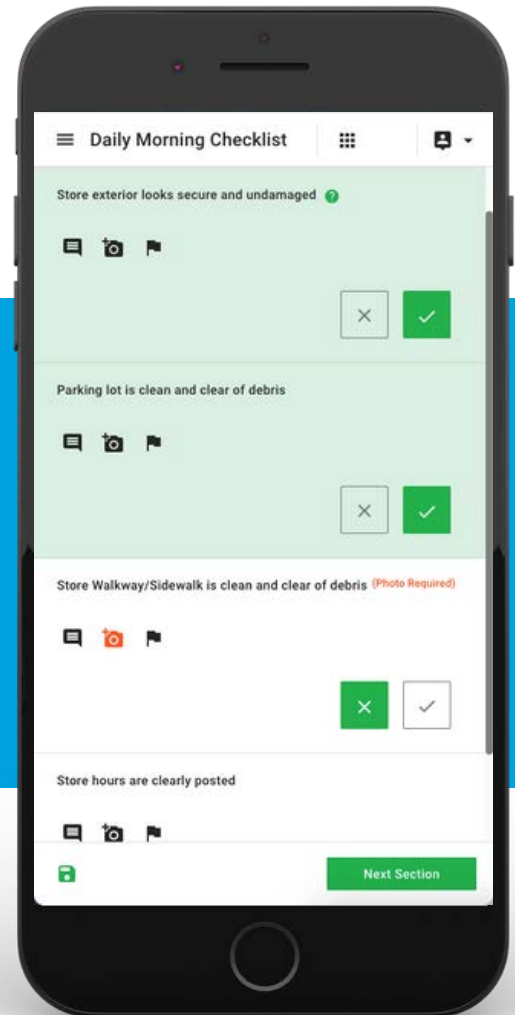 Daily Morning Checklist
Store exterior looks secure and undamaged ?
Parking lot is clean and clear of debris
Store Walkway/Sidewalk is clean and clear of debris (Photo Required)
Store hours are clearly posted
Next Section